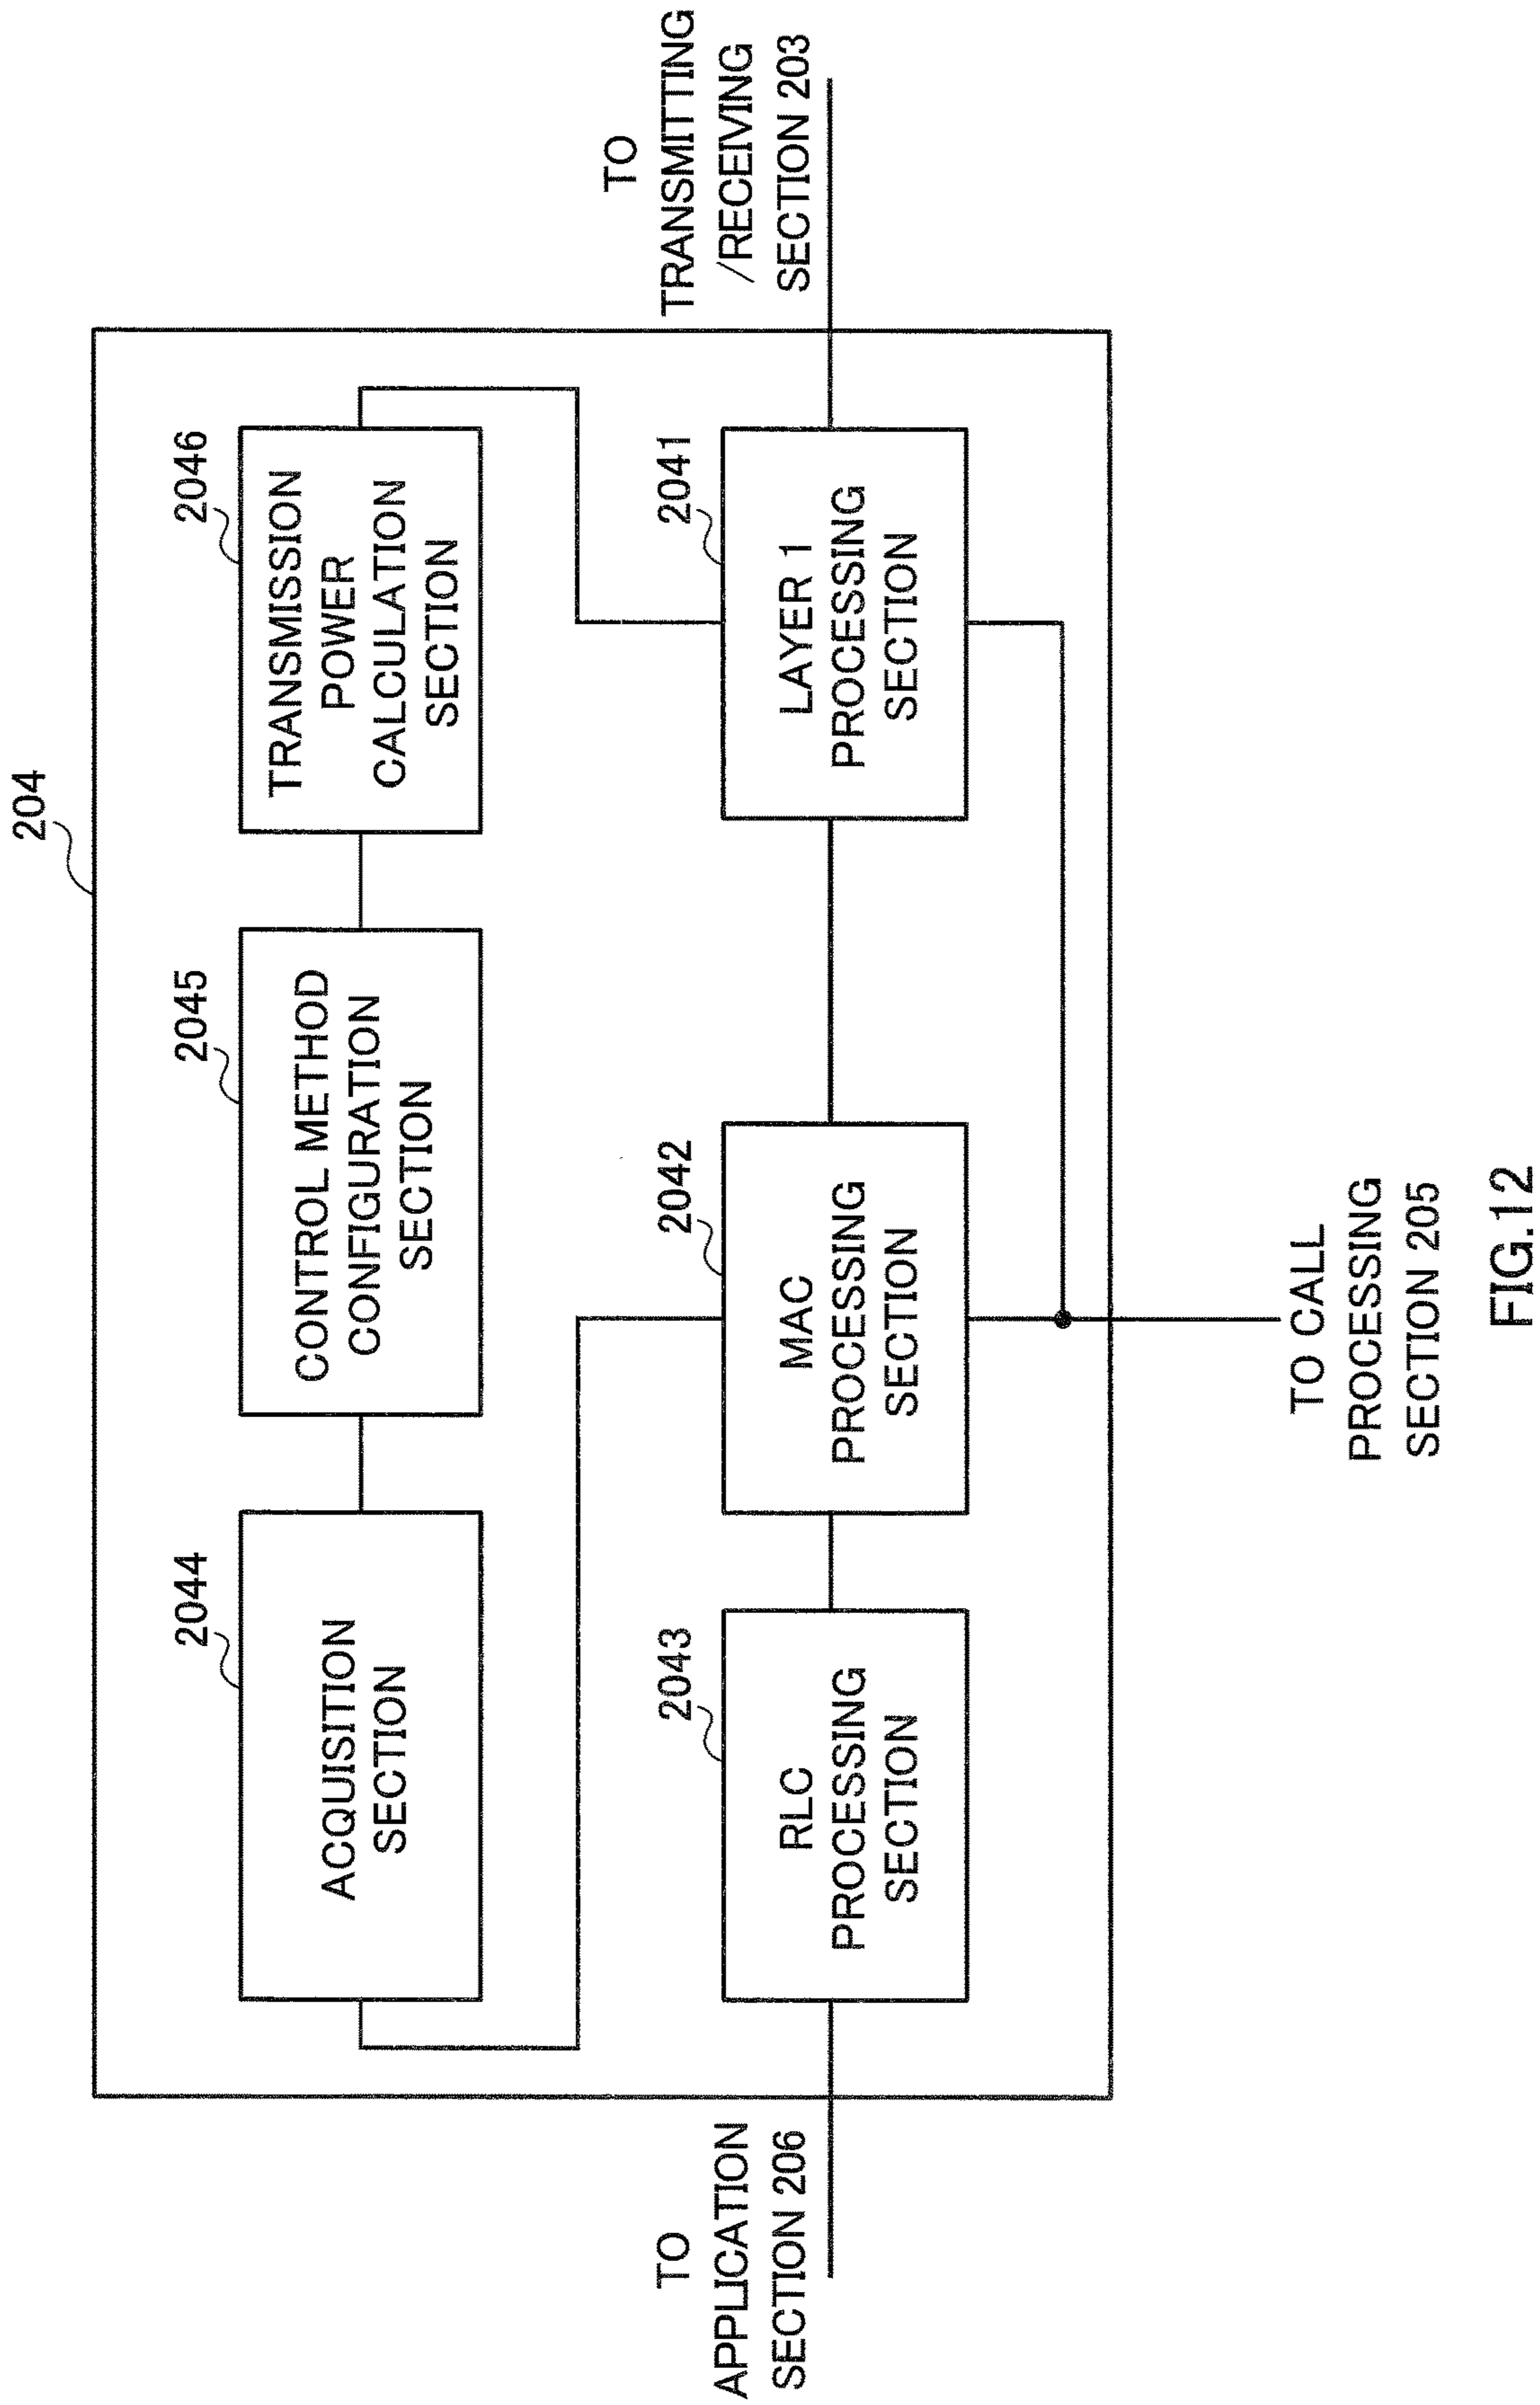 204
2044
ACQUISITION
SECTION
2045
CONTROL METHOD
CONFIGURATION
SECTION
2046
TRANSMISSION
POWER
CALCULATION
SECTION
TO
APPLICATION
SECTION 206
2043
RLC
PROCESSING
SECTION
2042
MAC
PROCESSING
SECTION
2041
LAYER 1
PROCESSING
SECTION
TO
TRANSMITTING
/RECEIVING
SECTION 203
TO CALL
PROCESSING
SECTION 205
FIG.12